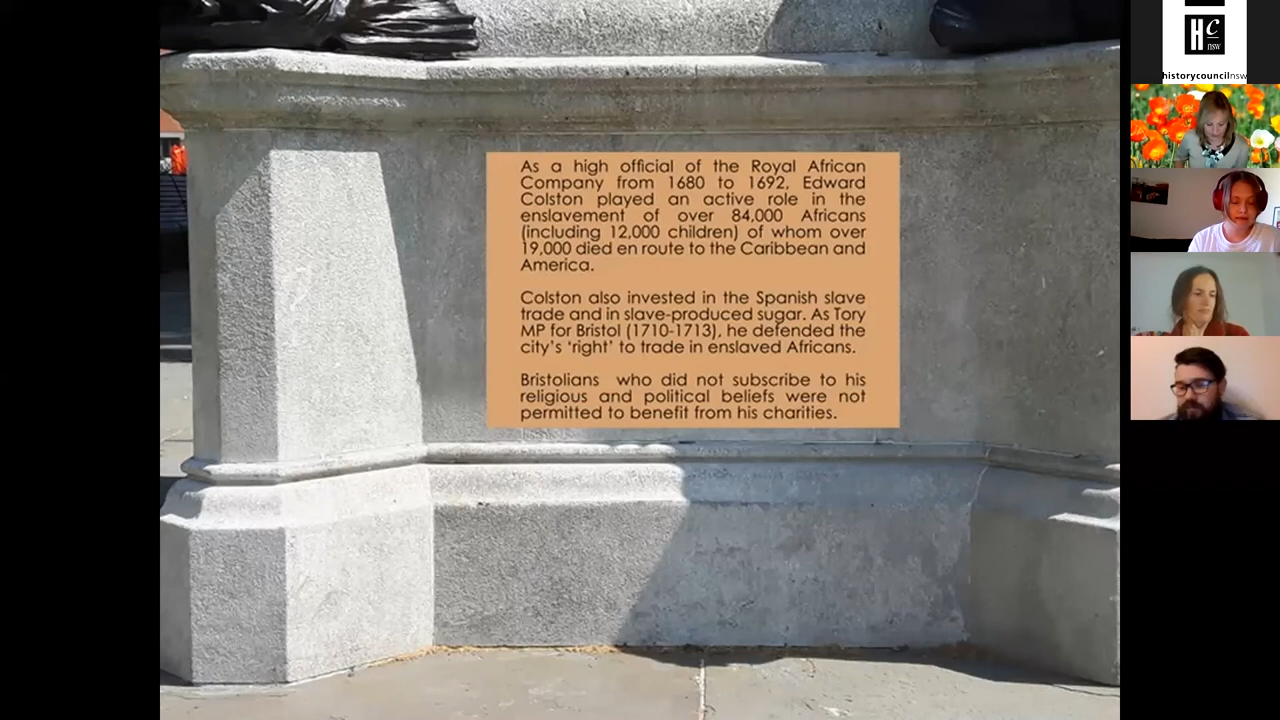 As a high official of the Royal African
Company from 1680 to 1692, Edward
Colston played an active role in the
enslavement of over 84,000 Africans
(including 12,000 children) of whom over
19,000 died en route to the Caribbean and
America.
Colston also invested in the Spanish slave
trade and in slave-produced sugar. As Tory
MP for Bristol (1710-1713), he defended the
city's ‘right’ to trade in enslaved Africans.
Bristolians who did not subscribe to his
religious and political beliefs were not
permitted to benefit from his charities.
Hc
nsw
historycouncilnsw